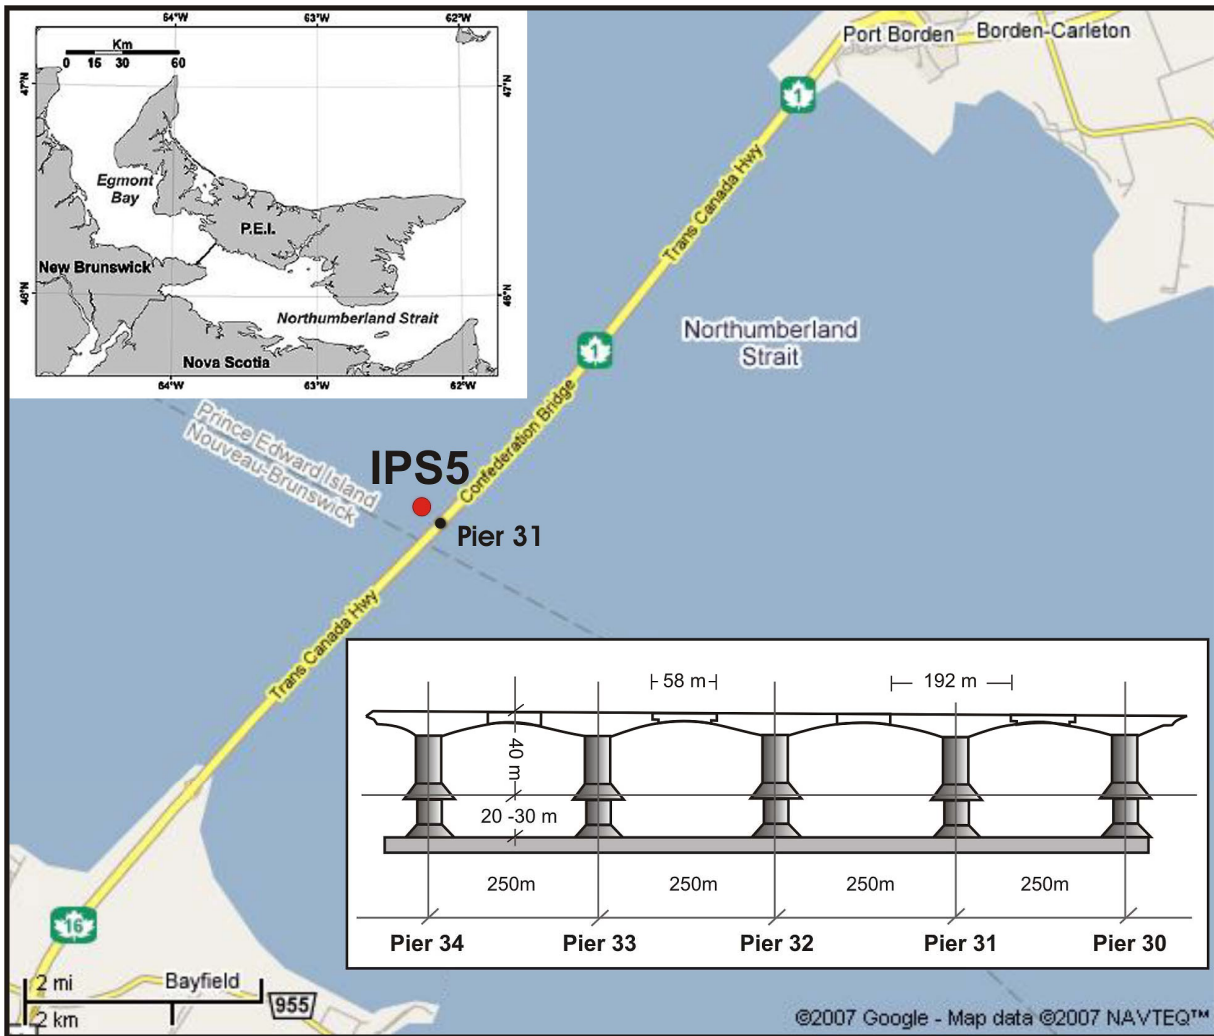 64°W 63°W 62°W
Km
0 15 30 60
47°N 47°N
Egmont
Bay
P.E.I.
New Brunswick
46°N 46°N
Northumberland Strait
Nova Scotia
64°W 63°W 62°W
Port Borden
Borden-Carleton
1
Trans Canada Hwy
Northumberland
Strait
1
Confederation Bridge
Prince Edward Island
Nouveau-Brunswick
IPS5
Pier 31
Trans Canada Hwy
58 m
192 m
40 m
20 -30 m
250m 250m 250m 250m
Pier 34 Pier 33 Pier 32 Pier 31 Pier 30
16
2 mi
2 km
Bayfield
955
©2007 Google - Map data ©2007 NAVTEQ™